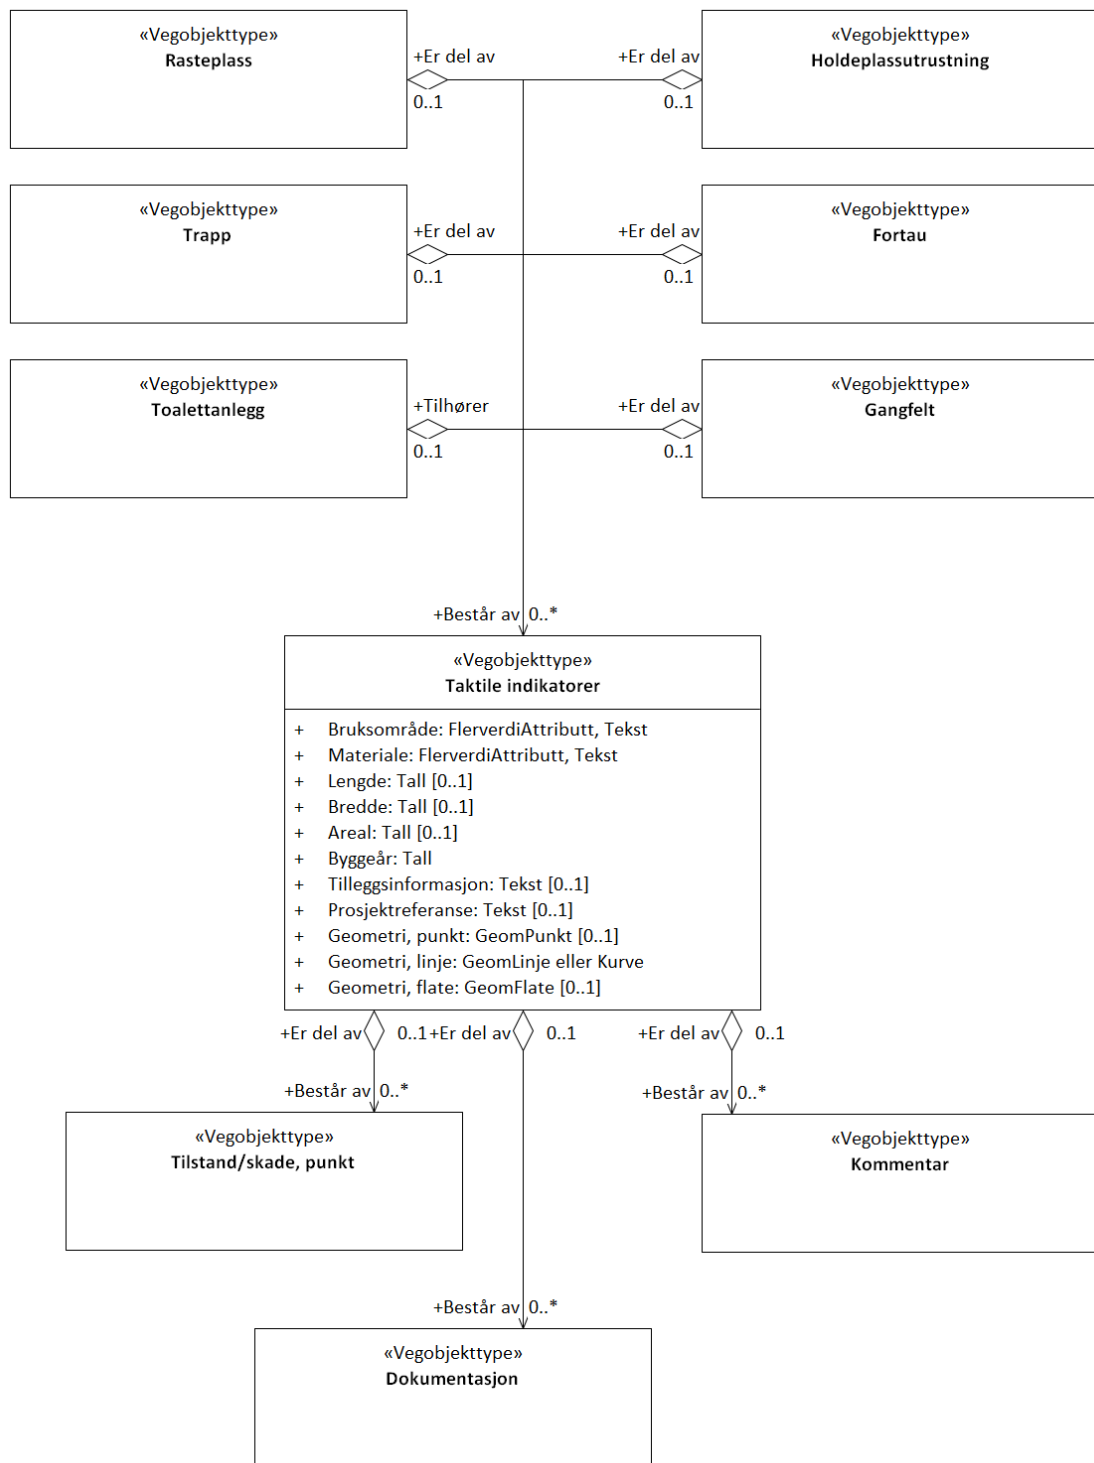 «Vegobjekttype»
Rasteplass
+Er del av
0..1
+Er del av
0..1
«Vegobjekttype»
Holdeplassutrustning
«Vegobjekttype»
Trapp
+Er del av
0..1
+Er del av
0..1
«Vegobjekttype»
Fortau
«Vegobjekttype»
Toalettanlegg
+Tilhører
0..1
+Er del av
0..1
«Vegobjekttype»
Gangfelt
+Består av 0..*
«Vegobjekttype»
Taktile indikatorer
+ Bruksområde: FlerverdiAttributt, Tekst
+ Materiale: FlerverdiAttributt, Tekst
+ Lengde: Tall [0..1]
+ Bredde: Tall [0..1]
+ Areal: Tall [0..1]
+ Byggeår: Tall
+ Tilleggsinformasjon: Tekst [0..1]
+ Prosjektreferanse: Tekst [0..1]
+ Geometri, punkt: GeomPunkt [0..1]
+ Geometri, linje: GeomLinje eller Kurve
+ Geometri, flate: GeomFlate [0..1]
+Er del av 0..1 +Er del av 0..1 +Er del av 0..1
+Består av 0..* +Består av 0..*
«Vegobjekttype»
Tilstand/skade, punkt
«Vegobjekttype»
Kommentar
+Består av 0..*
«Vegobjekttype»
Dokumentasjon